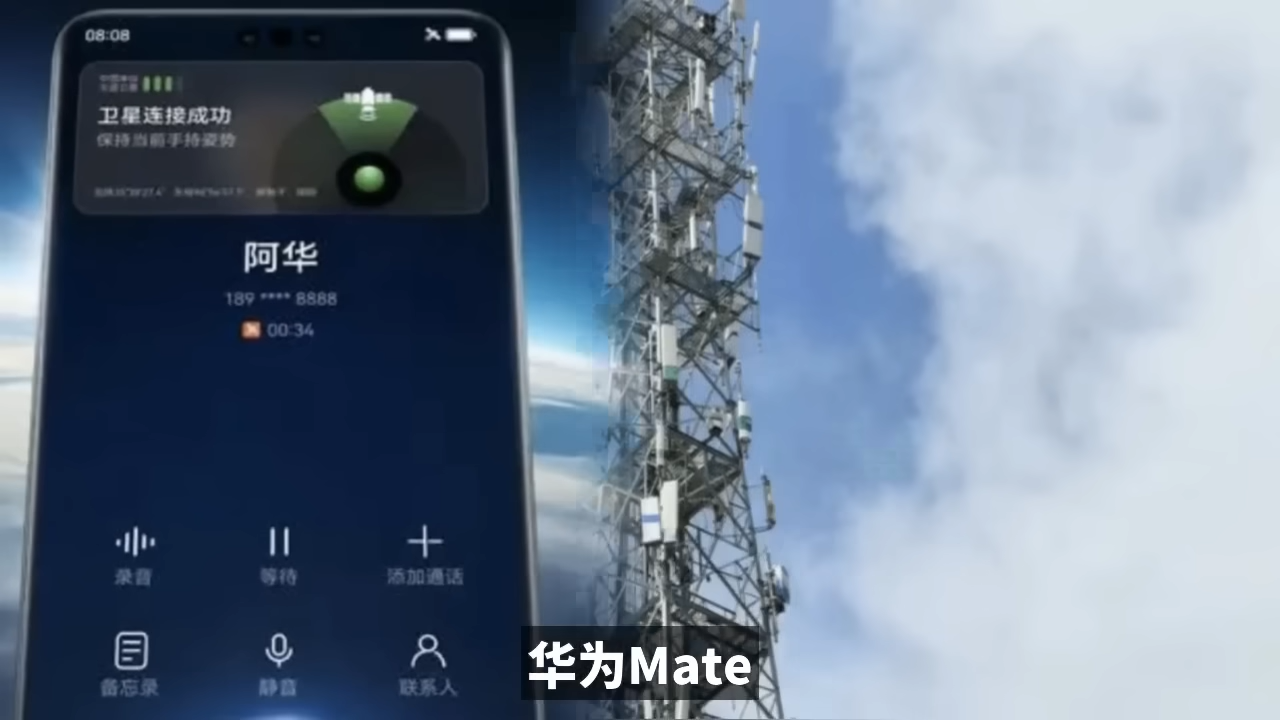 08:08
卫星连接成功
保持当前手持姿势
阿华
189 **** 8888
00:34
录音
等待
添加通话
备忘录
静音
联系人
华为Mate